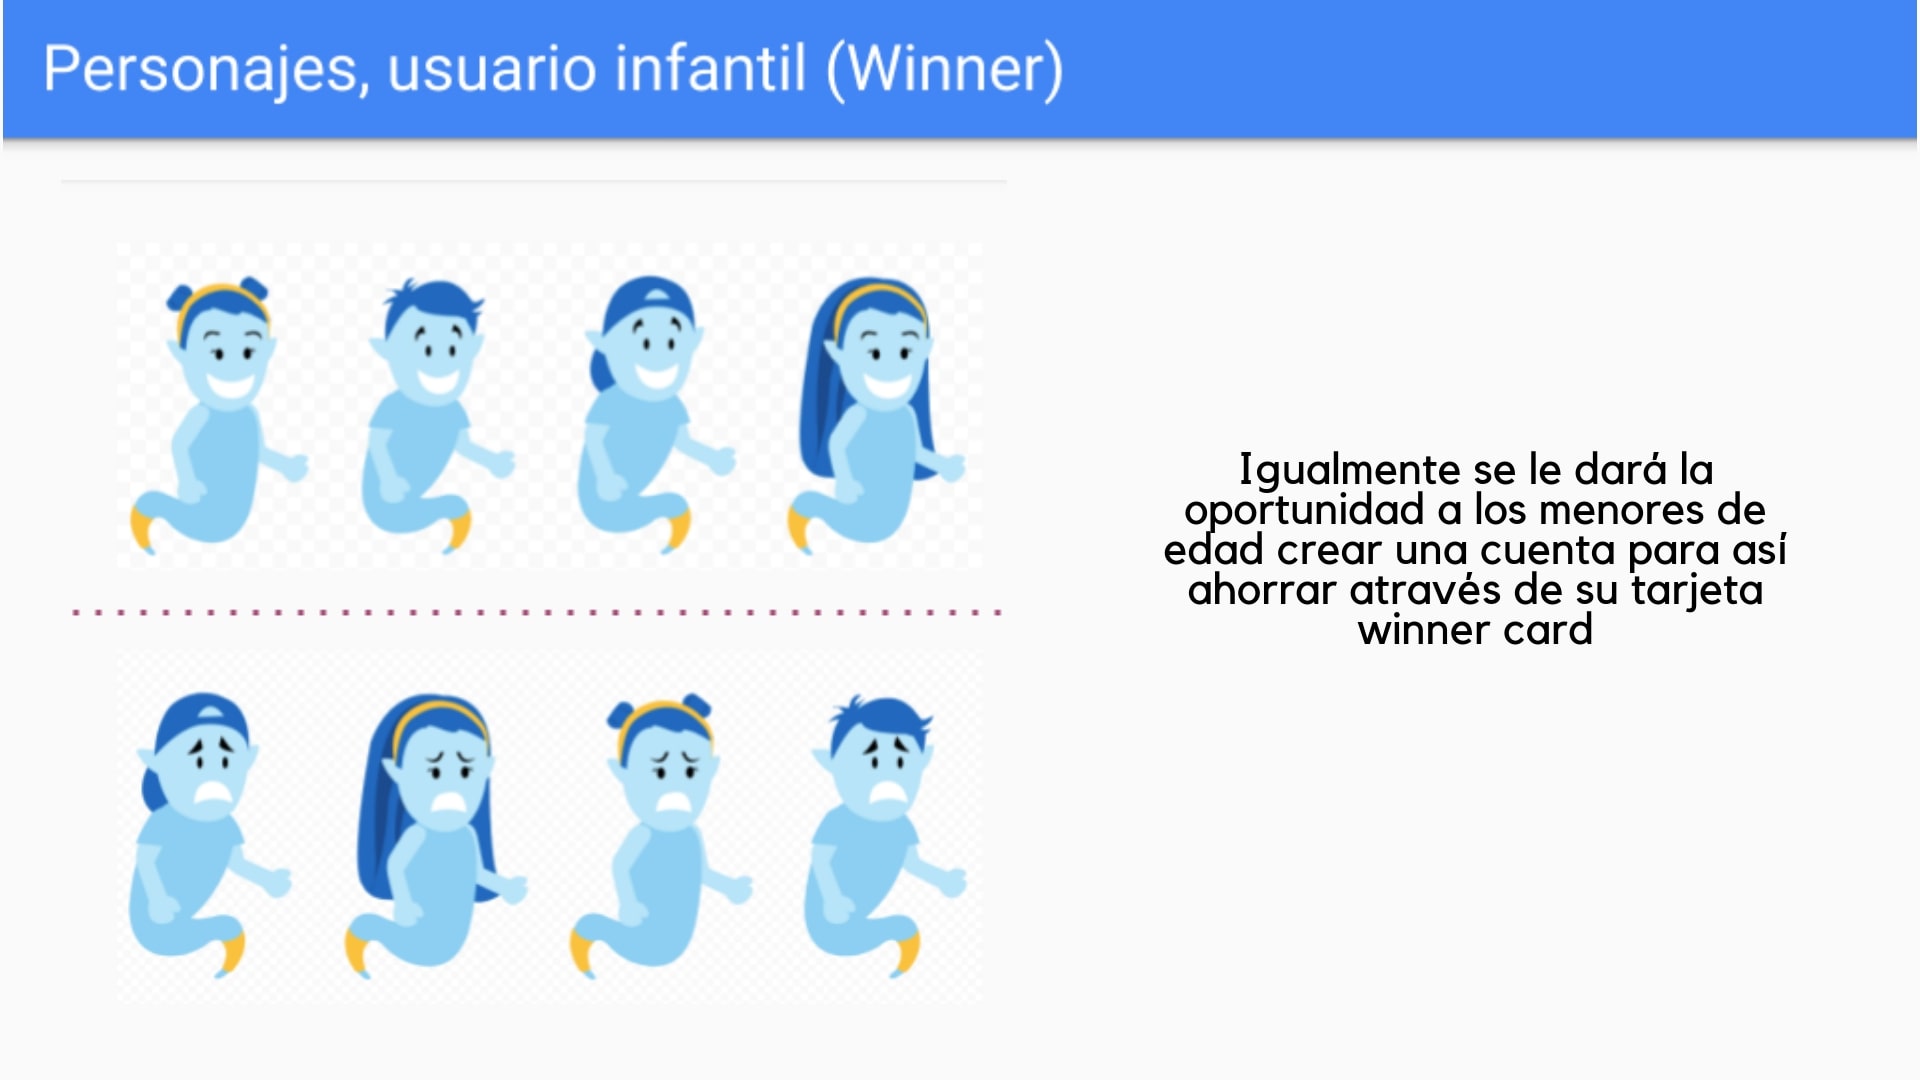 Personajes, usuario infantil (Winner)
Igualmente se le dará la
oportunidad a los menores de
edad crear una cuenta para así
ahorrar através de su tarjeta
winner card